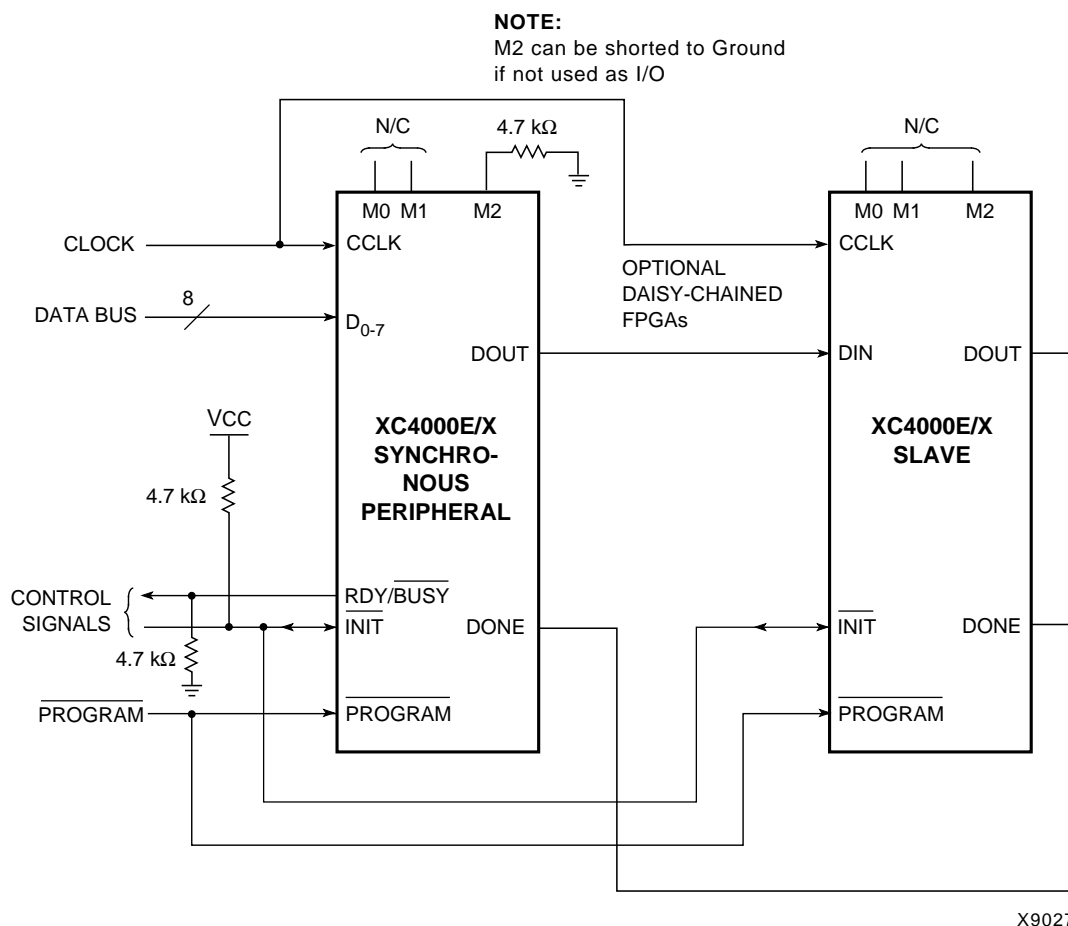 NOTE:
M2 can be shorted to Ground
if not used as I/O
N/C
4.7 kΩ
N/C
M0 M1 M2
M0 M1 M2
CLOCK
CCLK
CCLK
OPTIONAL
DAISY-CHAINED
FPGAs
8
DATA BUS
D0-7
DOUT
DIN
DOUT
VCC
XC4000E/X
SYNCHRO-
NOUS
PERIPHERAL
XC4000E/X
SLAVE
4.7 kΩ
CONTROL
SIGNALS
RDY/BUSY
INIT
DONE
INIT
DONE
4.7 kΩ
PROGRAM
PROGRAM
PROGRAM
X9027